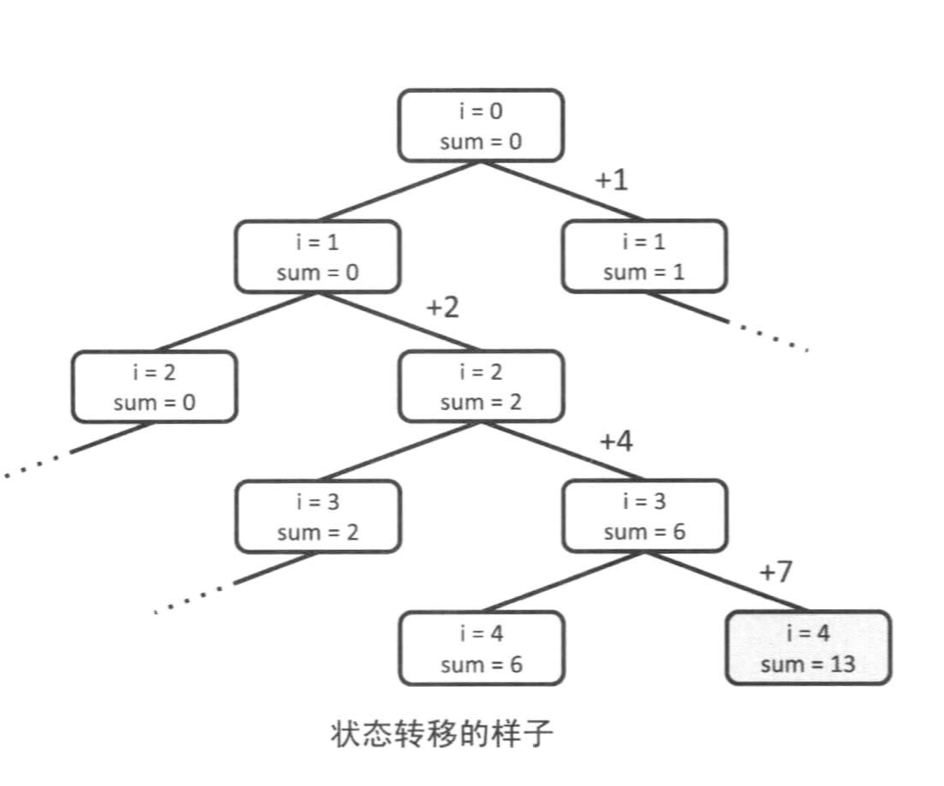 i = 0
sum = 0
+1
i = 1
sum = 0
i = 1
sum = 1
+2
i = 2
sum = 0
i = 2
sum = 2
+4
i = 3
sum = 2
i = 3
sum = 6
+7
i = 4
sum = 6
i = 4
sum = 13
状态转移的样子